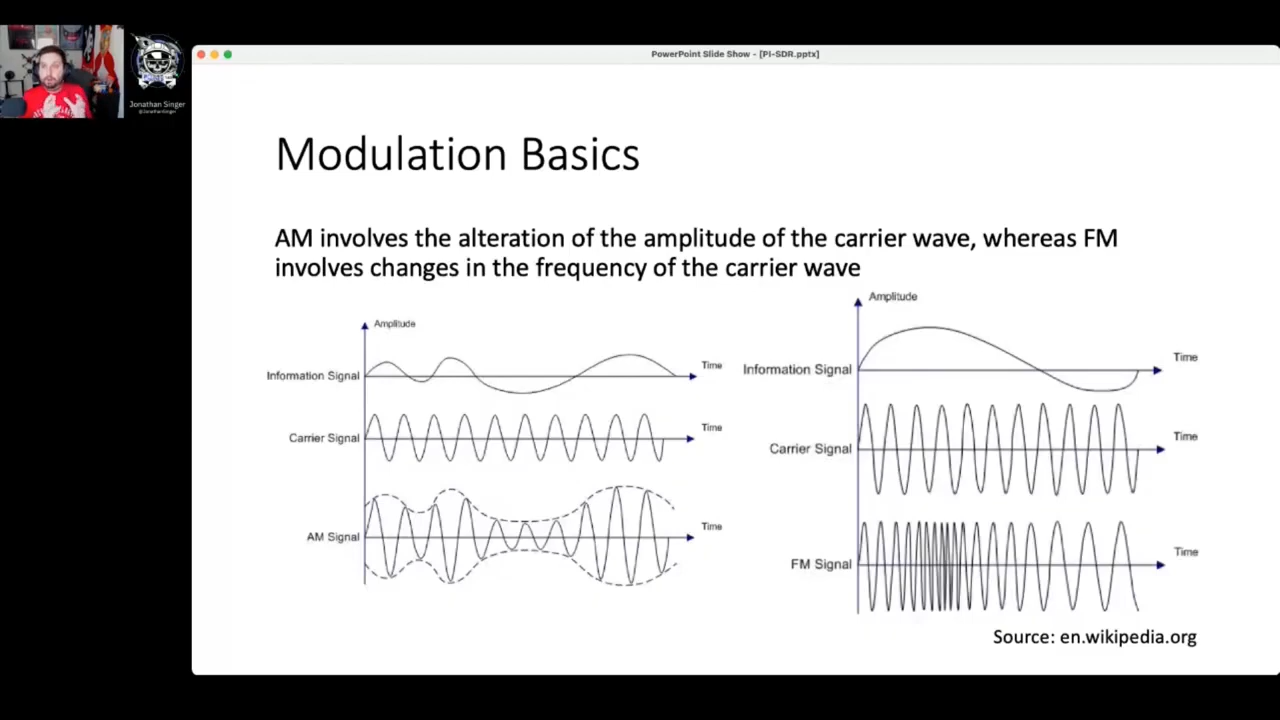 PowerPoint Slide Show - [PI-SDR.pptx]
Jonathan Singer
@JonathanSinger
Modulation Basics
AM involves the alteration of the amplitude of the carrier wave, whereas FM
involves changes in the frequency of the carrier wave
Amplitude
Information Signal
Time
Carrier Signal
Time
AM Signal
Time
Amplitude
Information Signal
Time
Carrier Signal
Time
FM Signal
Time
Source: en.wikipedia.org